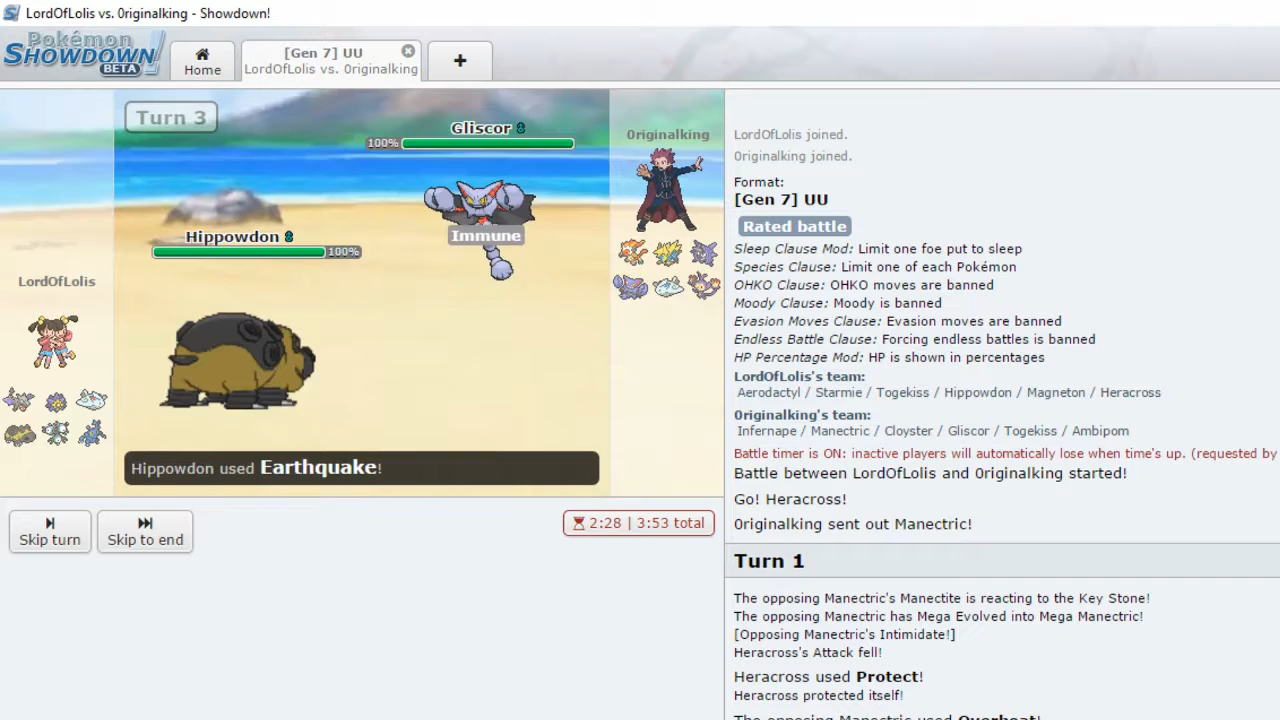 LordOfLolis vs. 0riginalking - Showdown!
Pokémon
SHOWDOWN!
BETA
Home
[Gen 7] UU
LordOfLolis vs. 0riginalking
+
Turn 3
Gliscor
100%
Immune
Hippowdon
100%
LordOfLolis
0riginalking
Hippowdon used Earthquake!
Skip turn
Skip to end
2:28 | 3:53 total
LordOfLolis joined.
0riginalking joined.
Format:
[Gen 7] UU
Rated battle
Sleep Clause Mod: Limit one foe put to sleep
Species Clause: Limit one of each Pokémon
OHKO Clause: OHKO moves are banned
Moody Clause: Moody is banned
Evasion Moves Clause: Evasion moves are banned
Endless Battle Clause: Forcing endless battles is banned
HP Percentage Mod: HP is shown in percentages
LordOfLolis's team:
Aerodactyl / Starmie / Togekiss / Hippowdon / Magneton / Heracross
0riginalking's team:
Infernape / Manectric / Cloyster / Gliscor / Togekiss / Ambipom
Battle timer is ON: inactive players will automatically lose when time's up. (requested by
Battle between LordOfLolis and 0riginalking started!
Go! Heracross!
0riginalking sent out Manectric!
Turn 1
The opposing Manectric's Manectite is reacting to the Key Stone!
The opposing Manectric has Mega Evolved into Mega Manectric!
[Opposing Manectric's Intimidate!]
Heracross's Attack fell!
Heracross used Protect!
Heracross protected itself!
The opposing Manectric used Overheat!